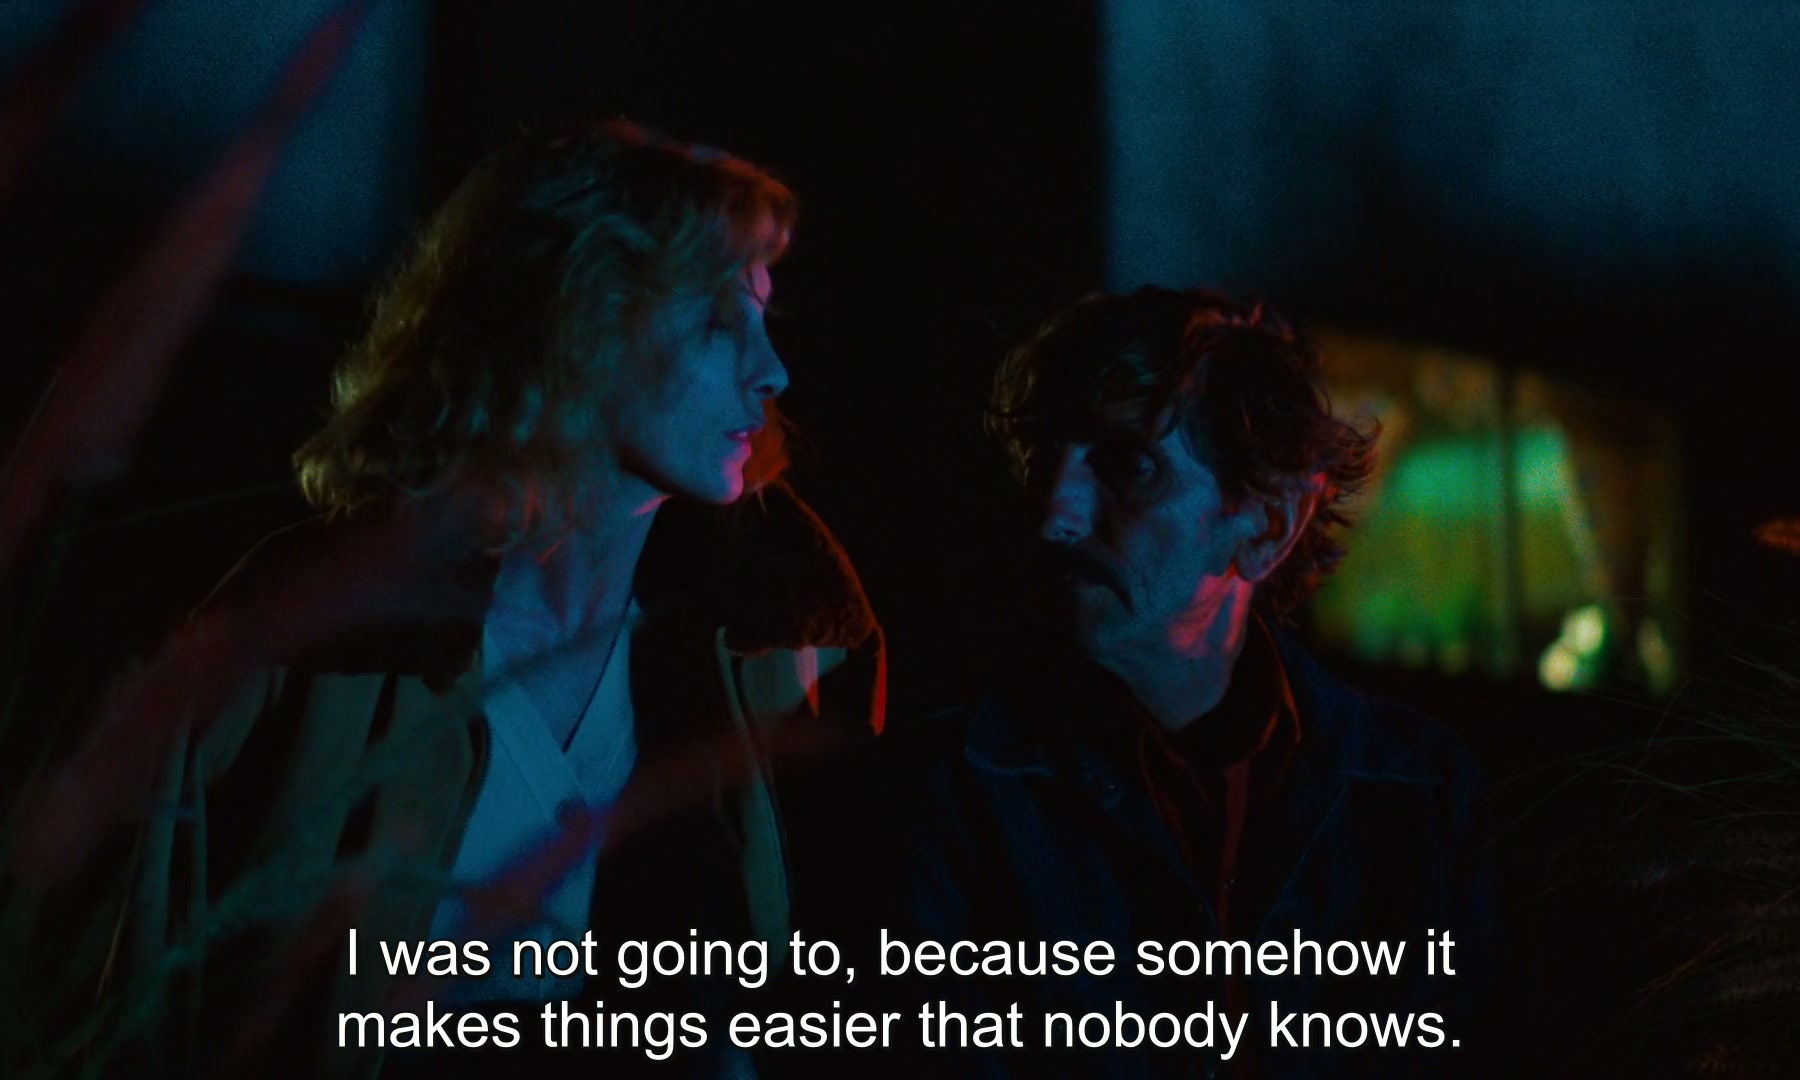 I was not going to, because somehow it
makes things easier that nobody knows.